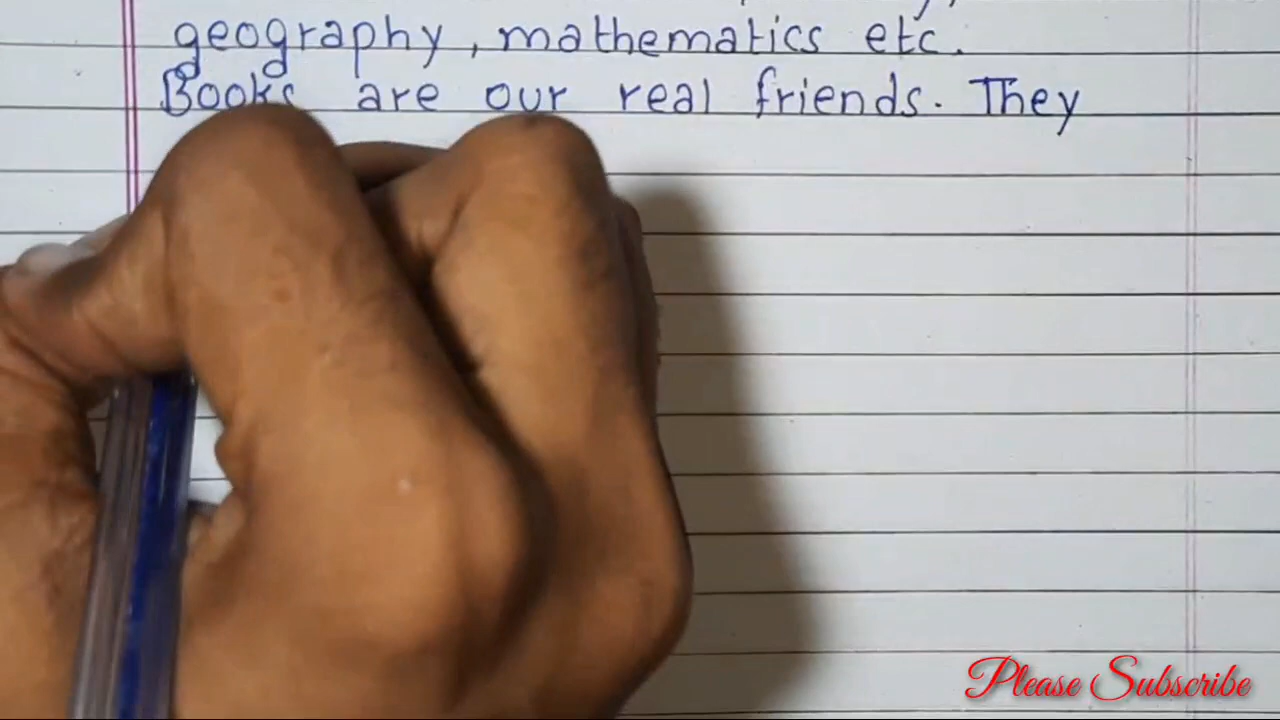 geography, mathematics etc.
Books are our real friends. They
Please Subscribe